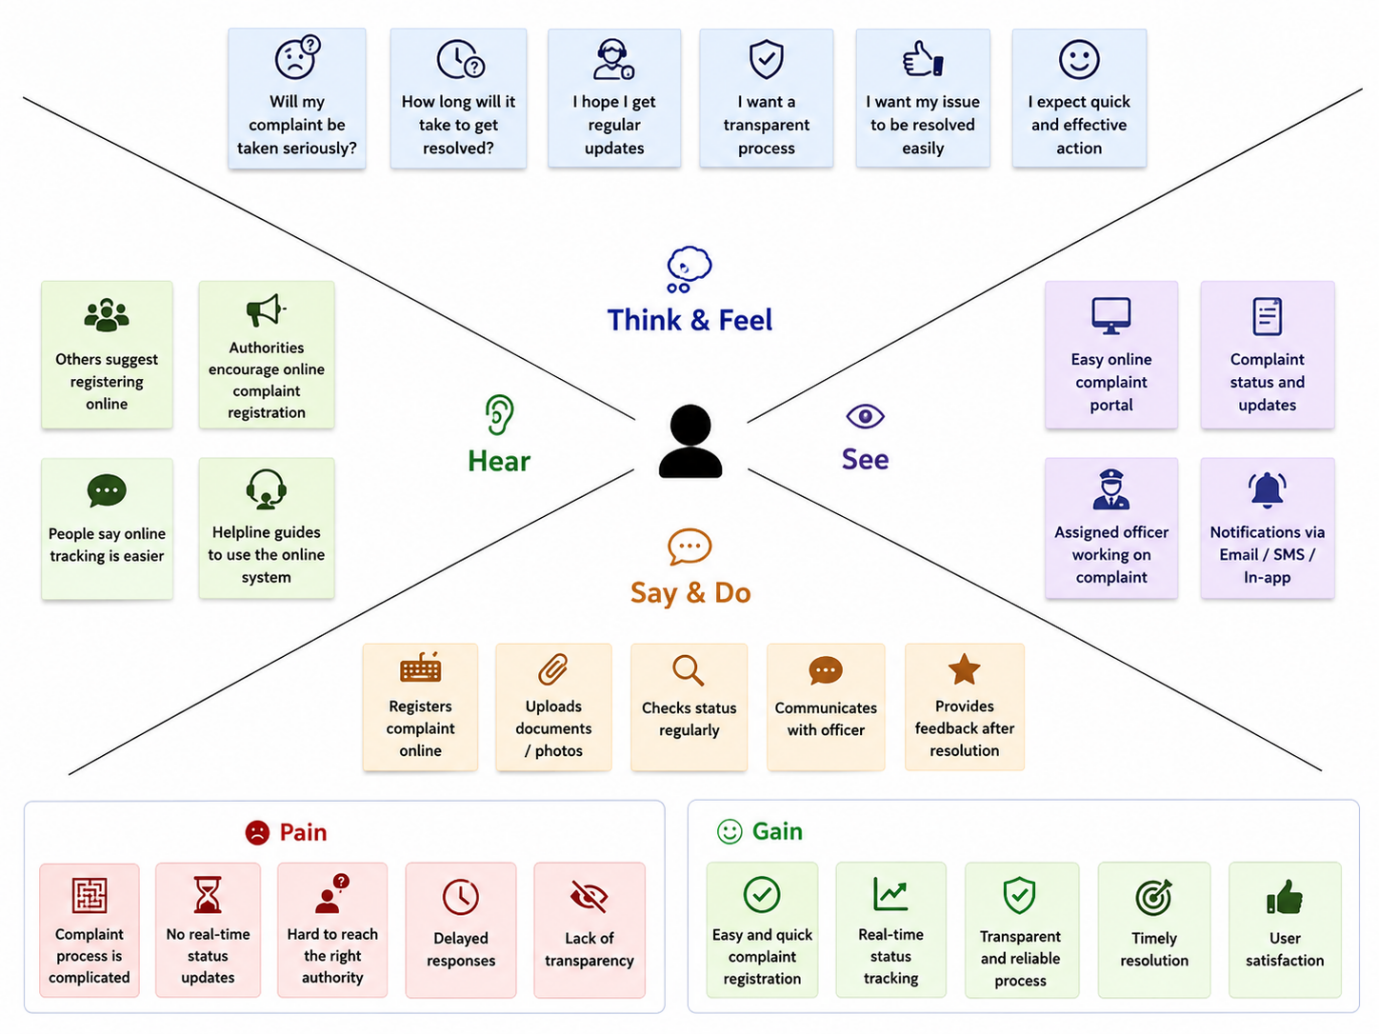 Will my
complaint be
taken seriously?
How long will it
take to get
resolved?
I hope I get
regular
updates
I want a
transparent
process
I want my issue
to be resolved
easily
I expect quick
and effective
action
Think & Feel
Others suggest
registering
online
Authorities
encourage online
complaint
registration
People say online
tracking is easier
Helpline guides
to use the online
system
Hear
See
Easy online
complaint
portal
Complaint
status and
updates
Assigned officer
working on
complaint
Notifications via
Email / SMS /
In-app
Say & Do
Registers
complaint
online
Uploads
documents
/ photos
Checks status
regularly
Communicates
with officer
Provides
feedback after
resolution
Pain
Complaint
process is
complicated
No real-time
status
updates
Hard to reach
the right
authority
Delayed
responses
Lack of
transparency
Gain
Easy and quick
complaint
registration
Real-time
status
tracking
Transparent
and reliable
process
Timely
resolution
User
satisfaction